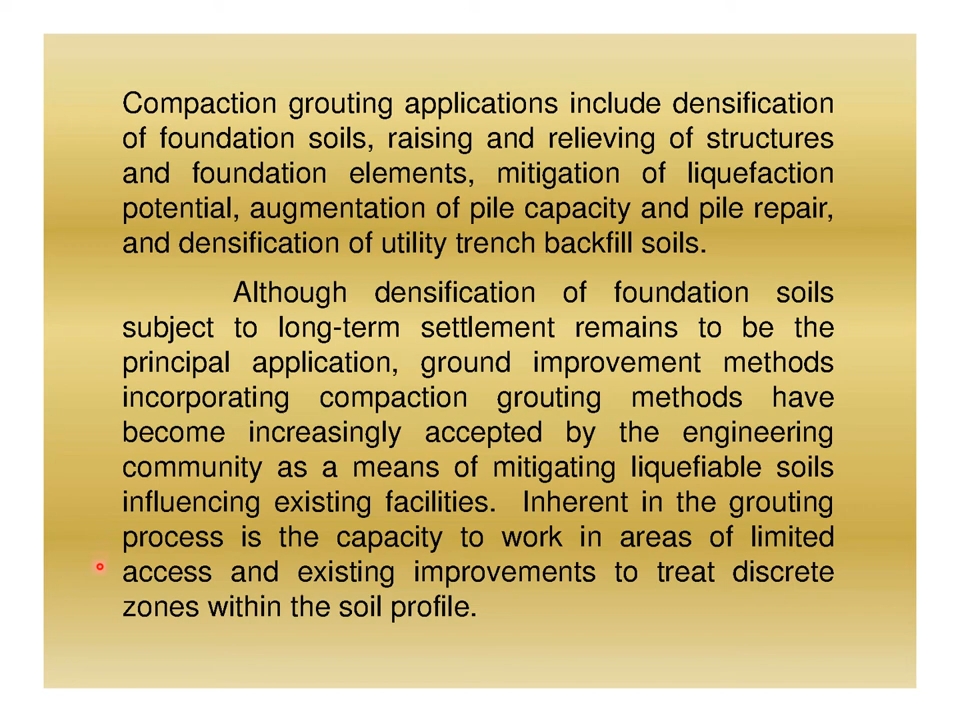 Compaction grouting applications include densification
of foundation soils, raising and relieving of structures
and foundation elements, mitigation of liquefaction
potential, augmentation of pile capacity and pile repair,
and densification of utility trench backfill soils.
Although densification of foundation soils
subject to long-term settlement remains to be the
principal application, ground improvement methods
incorporating compaction grouting methods have
become increasingly accepted by the engineering
community as a means of mitigating liquefiable soils
influencing existing facilities. Inherent in the grouting
process is the capacity to work in areas of limited
access and existing improvements to treat discrete
zones within the soil profile.